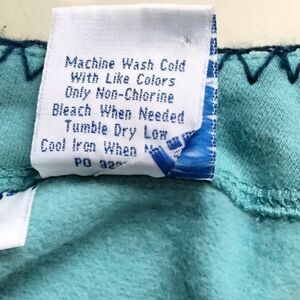 Machine Wash Cold
With Like Colors
Only Non-Chlorine
Bleach When Needed
Tumble Dry Low
Cool Iron When
PO